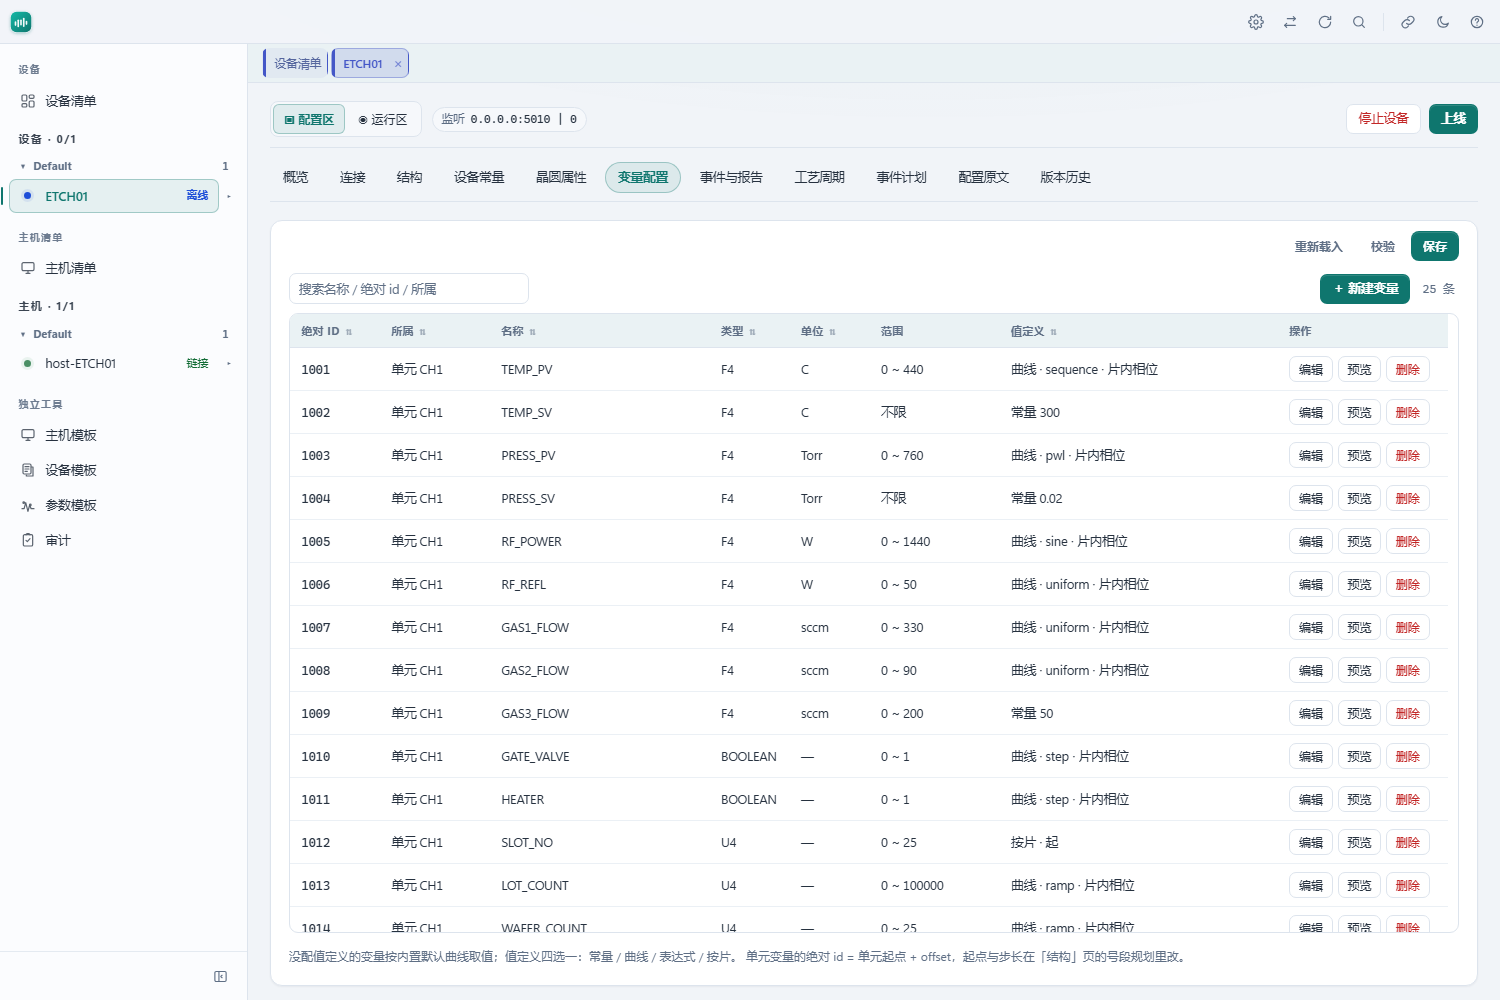 设备
设备清单
设备 · 0/1
Default 1
ETCH01 离线
主机清单
主机清单
主机 · 1/1
Default 1
host-ETCH01 链接
独立工具
主机模板
设备模板
参数模板
审计
设备清单 ETCH01 ×
配置区 运行区 监听 0.0.0.0:5010 | 0 停止设备 上线
概览 连接 结构 设备常量 晶圆属性 变量配置 事件与报告 工艺周期 事件计划 配置原文 版本历史
重新载入 校验 保存
搜索名称 / 绝对 id / 所属 + 新建变量 25 条
绝对 ID 所属 名称 类型 单位 范围 值定义 操作
1001 单元 CH1 TEMP_PV F4 C 0 ~ 440 曲线 · sequence · 片内相位 编辑 预览 删除
1002 单元 CH1 TEMP_SV F4 C 不限 常量 300 编辑 预览 删除
1003 单元 CH1 PRESS_PV F4 Torr 0 ~ 760 曲线 · pwl · 片内相位 编辑 预览 删除
1004 单元 CH1 PRESS_SV F4 Torr 不限 常量 0.02 编辑 预览 删除
1005 单元 CH1 RF_POWER F4 W 0 ~ 1440 曲线 · sine · 片内相位 编辑 预览 删除
1006 单元 CH1 RF_REFL F4 W 0 ~ 50 曲线 · uniform · 片内相位 编辑 预览 删除
1007 单元 CH1 GAS1_FLOW F4 sccm 0 ~ 330 曲线 · uniform · 片内相位 编辑 预览 删除
1008 单元 CH1 GAS2_FLOW F4 sccm 0 ~ 90 曲线 · uniform · 片内相位 编辑 预览 删除
1009 单元 CH1 GAS3_FLOW F4 sccm 0 ~ 200 常量 50 编辑 预览 删除
1010 单元 CH1 GATE_VALVE BOOLEAN — 0 ~ 1 曲线 · step · 片内相位 编辑 预览 删除
1011 单元 CH1 HEATER BOOLEAN — 0 ~ 1 曲线 · step · 片内相位 编辑 预览 删除
1012 单元 CH1 SLOT_NO U4 — 0 ~ 25 按片 · 起 编辑 预览 删除
1013 单元 CH1 LOT_COUNT U4 — 0 ~ 100000 曲线 · ramp · 片内相位 编辑 预览 删除
1014 单元 CH1 WAFER_COUNT U4 — 0 ~ 25 曲线 · ramp · 片内相位 编辑 预览 删除
没配值定义的变量按内置默认曲线取值；值定义四选一：常量 / 曲线 / 表达式 / 按片。 单元变量的绝对 id = 单元起点 + offset，起点与步长在「结构」页的号段规划里改。